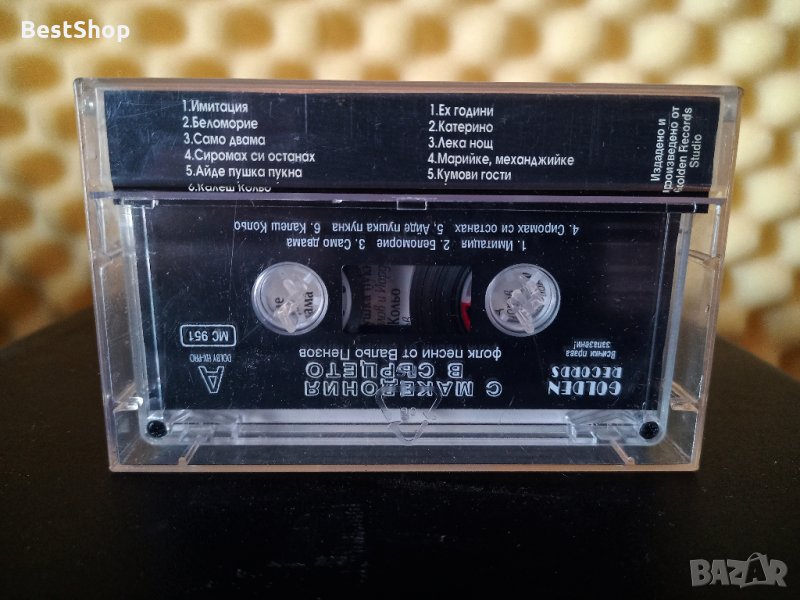 BestShop
1.Имитация
2.Беломорие
3.Само двама
4.Сиромах си останах
5.Айде пушка пукна
6.Калеш Кольо
1.Ех години
2.Катерино
3.Лека нощ
4.Марийке, механджийке
5.Кумови гости
Издадено и
произведено от
Golden Records
Studio
GOLDEN
RECORDS
Всички права
запазени!
С МАКЕДОНИЯ
В СЪРЦЕТО
фолк песни от Вальо Пензов
A
DOLBY HX-PRO
MC 951
1. Имитация 2. Беломорие 3. Само двама
4. Сиромах си останах 5. Айде пушка пукна 6. Калеш Кольо
Кольо
BAZAR